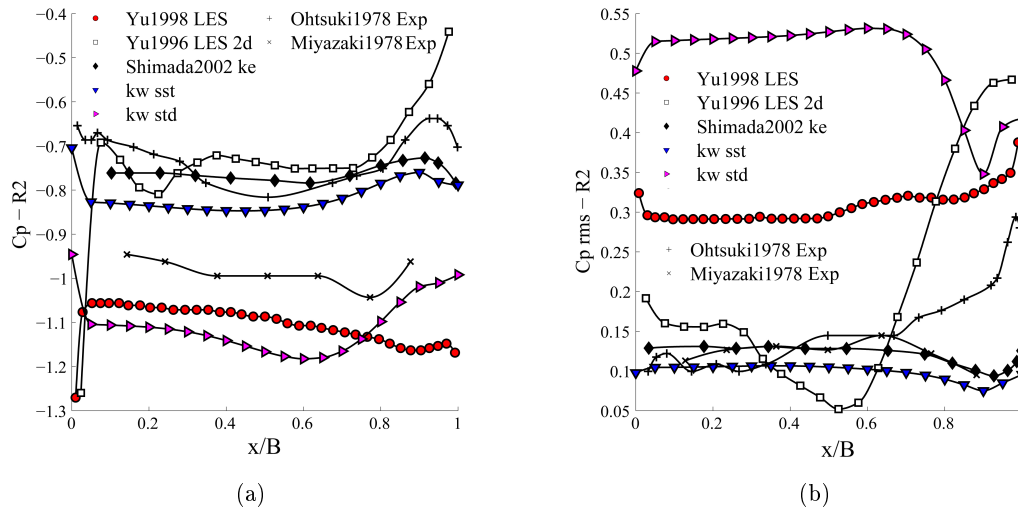 Yu1998 LES
Yu1996 LES 2d
Shimada2002 ke
kw sst
kw std
Ohtsuki1978 Exp
Miyazaki1978 Exp
−0.4
−0.5
−0.6
−0.7
−0.8
−0.9
−1
−1.1
−1.2
−1.3
Cp − R2
0
0.2
0.4
0.6
0.8
1
x/B
(a)
0.55
0.5
0.45
0.4
0.35
0.3
0.25
0.2
0.15
0.1
0.05
Cp rms − R2
Yu1998 LES
Yu1996 LES 2d
Shimada2002 ke
kw sst
kw std
Ohtsuki1978 Exp
Miyazaki1978 Exp
0
0.2
0.4
0.6
0.8
x/B
(b)